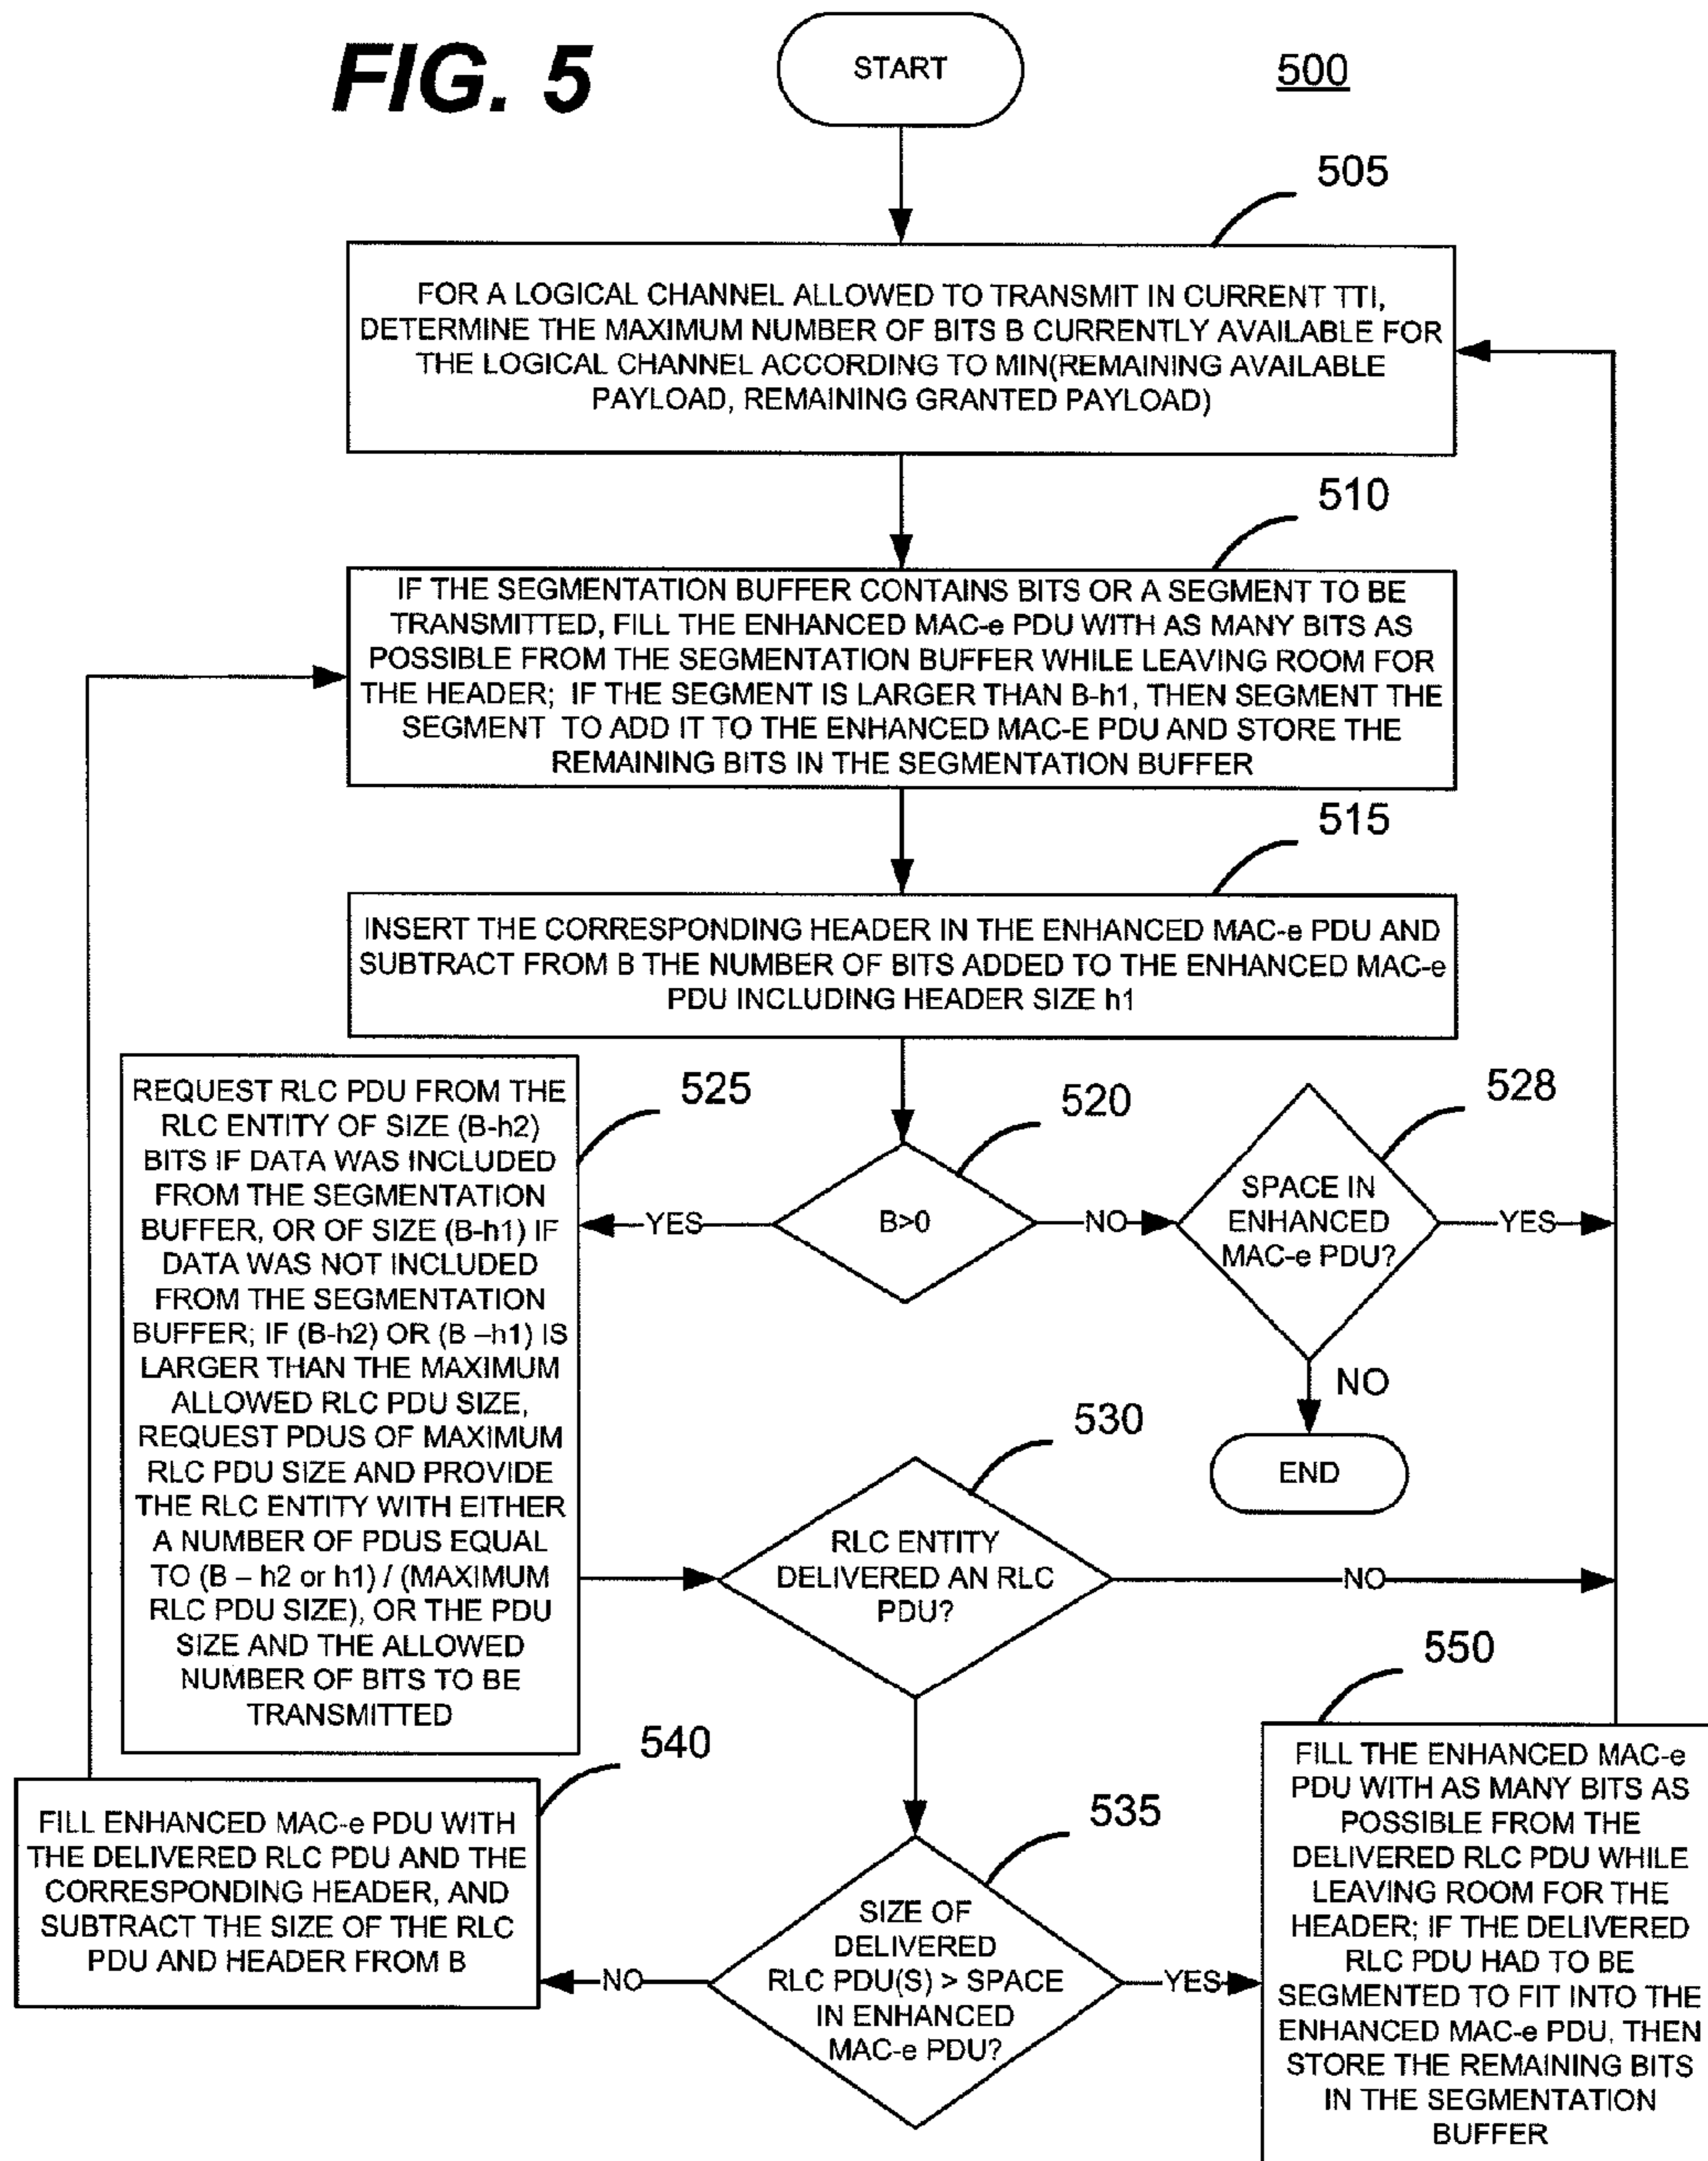 FIG. 5
START
500
505
FOR A LOGICAL CHANNEL ALLOWED TO TRANSMIT IN CURRENT TTI,
DETERMINE THE MAXIMUM NUMBER OF BITS B CURRENTLY AVAILABLE FOR
THE LOGICAL CHANNEL ACCORDING TO MIN(REMAINING AVAILABLE
PAYLOAD, REMAINING GRANTED PAYLOAD)
510
IF THE SEGMENTATION BUFFER CONTAINS BITS OR A SEGMENT TO BE
TRANSMITTED, FILL THE ENHANCED MAC-e PDU WITH AS MANY BITS AS
POSSIBLE FROM THE SEGMENTATION BUFFER WHILE LEAVING ROOM FOR
THE HEADER; IF THE SEGMENT IS LARGER THAN B-h1, THEN SEGMENT THE
SEGMENT TO ADD IT TO THE ENHANCED MAC-E PDU AND STORE THE
REMAINING BITS IN THE SEGMENTATION BUFFER
515
INSERT THE CORRESPONDING HEADER IN THE ENHANCED MAC-e PDU AND
SUBTRACT FROM B THE NUMBER OF BITS ADDED TO THE ENHANCED MAC-e
PDU INCLUDING HEADER SIZE h1
525
REQUEST RLC PDU FROM THE
RLC ENTITY OF SIZE (B-h2)
BITS IF DATA WAS INCLUDED
FROM THE SEGMENTATION
BUFFER, OR OF SIZE (B-h1) IF
DATA WAS NOT INCLUDED
FROM THE SEGMENTATION
BUFFER; IF (B-h2) OR (B –h1) IS
LARGER THAN THE MAXIMUM
ALLOWED RLC PDU SIZE,
REQUEST PDUS OF MAXIMUM
RLC PDU SIZE AND PROVIDE
THE RLC ENTITY WITH EITHER
A NUMBER OF PDUS EQUAL
TO (B – h2 or h1) / (MAXIMUM
RLC PDU SIZE), OR THE PDU
SIZE AND THE ALLOWED
NUMBER OF BITS TO BE
TRANSMITTED
520
B>0
YES
NO
528
SPACE IN
ENHANCED
MAC-e PDU?
YES
NO
END
530
RLC ENTITY
DELIVERED AN RLC
PDU?
NO
540
FILL ENHANCED MAC-e PDU WITH
THE DELIVERED RLC PDU AND THE
CORRESPONDING HEADER, AND
SUBTRACT THE SIZE OF THE RLC
PDU AND HEADER FROM B
535
SIZE OF
DELIVERED
RLC PDU(S) > SPACE
IN ENHANCED
MAC-e PDU?
NO
YES
550
FILL THE ENHANCED MAC-e
PDU WITH AS MANY BITS AS
POSSIBLE FROM THE
DELIVERED RLC PDU WHILE
LEAVING ROOM FOR THE
HEADER; IF THE DELIVERED
RLC PDU HAD TO BE
SEGMENTED TO FIT INTO THE
ENHANCED MAC-e PDU, THEN
STORE THE REMAINING BITS
IN THE SEGMENTATION
BUFFER